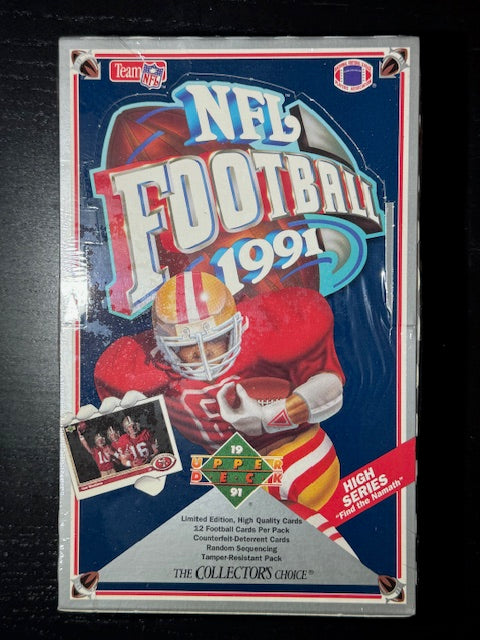 Team NFL
NFL
FOOTBALL
1991
19
UPPER
DECK
91
HIGH
SERIES
"Find the Namath"
Limited Edition, High Quality Cards
12 Football Cards Per Pack
Counterfeit-Deterrent Cards
Random Sequencing
Tamper-Resistant Pack
THE COLLECTOR'S CHOICE®
16